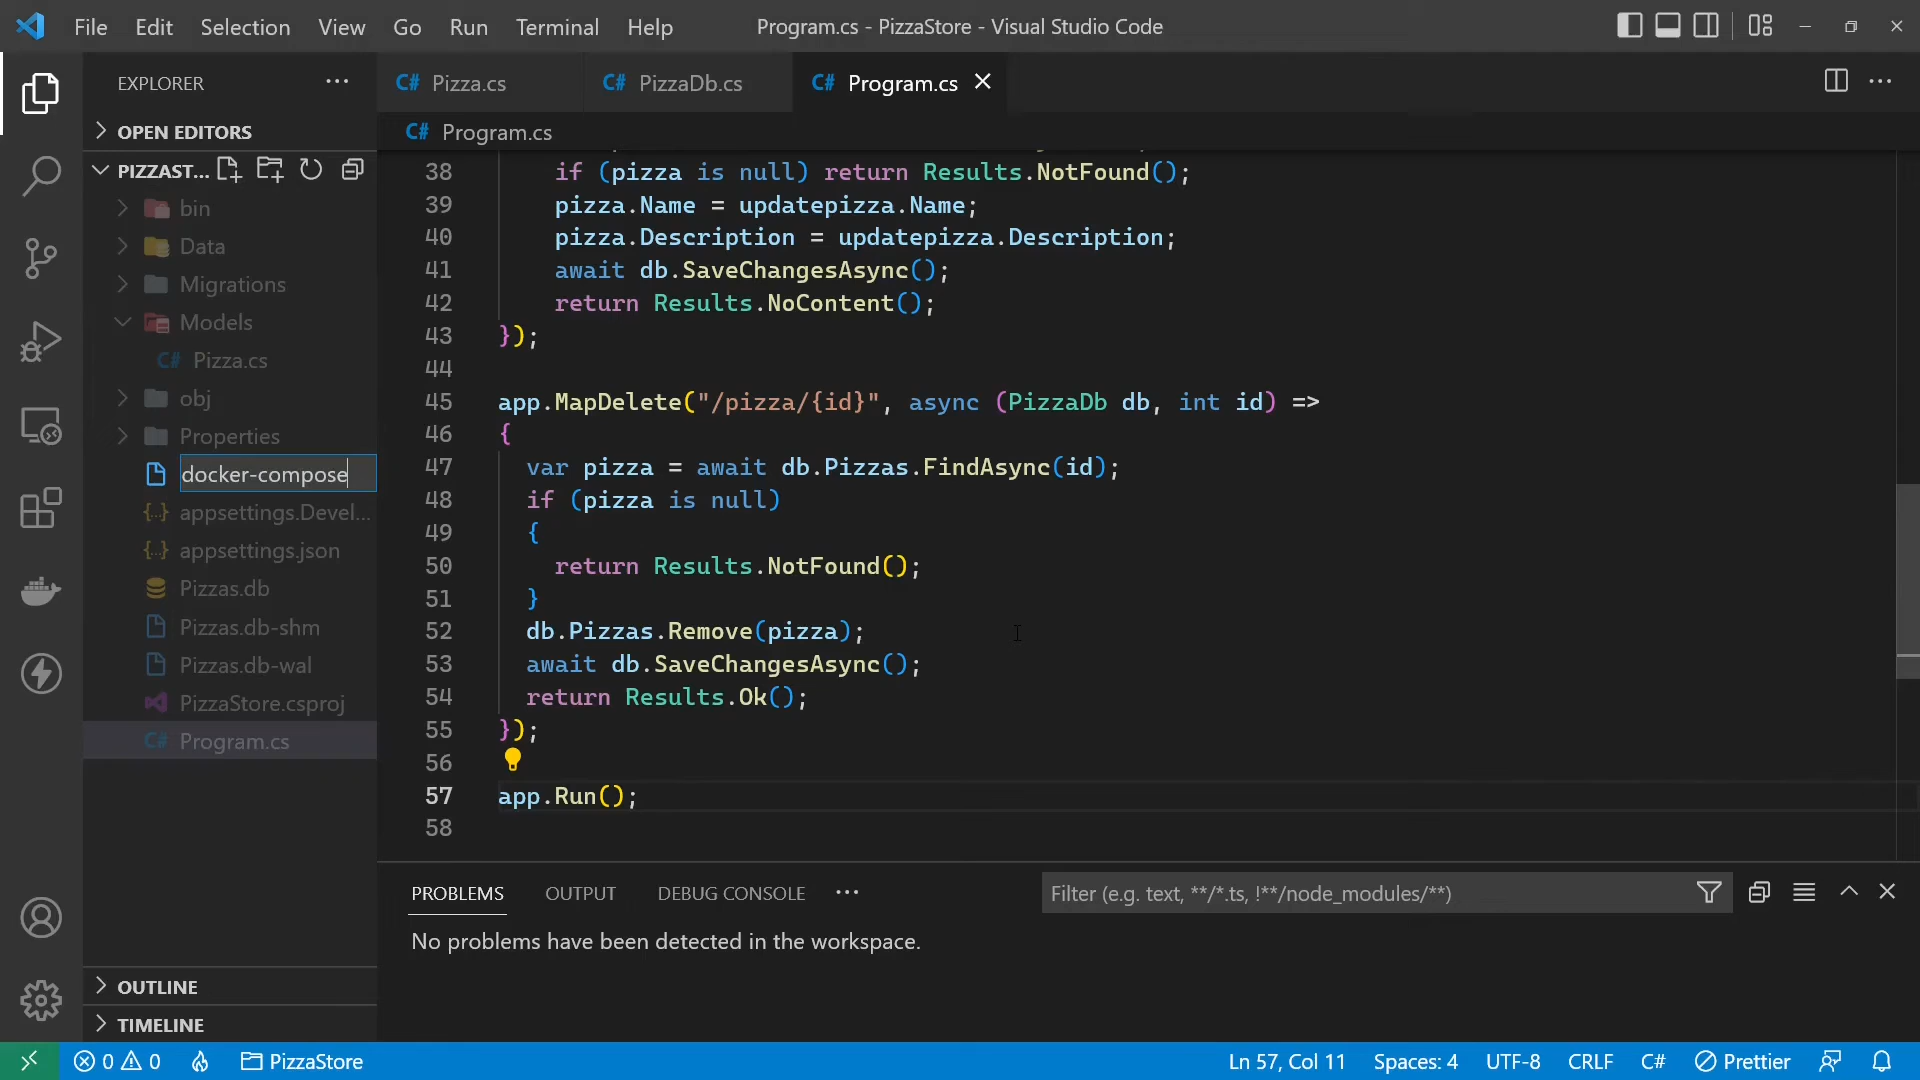 File Edit Selection View Go Run Terminal Help
Program.cs - PizzaStore - Visual Studio Code
EXPLORER
OPEN EDITORS
PIZZAST...
bin
Data
Migrations
Models
C# Pizza.cs
obj
Properties
docker-compose
{..} appsettings.Devel...
{..} appsettings.json
Pizzas.db
Pizzas.db-shm
Pizzas.db-wal
PizzaStore.csproj
C# Program.cs
OUTLINE
TIMELINE
C# Pizza.cs
C# PizzaDb.cs
C# Program.cs
C# Program.cs
38 if (pizza is null) return Results.NotFound();
39 pizza.Name = updatepizza.Name;
40 pizza.Description = updatepizza.Description;
41 await db.SaveChangesAsync();
42 return Results.NoContent();
43 });
44
45 app.MapDelete("/pizza/{id}", async (PizzaDb db, int id) =>
46 {
47 var pizza = await db.Pizzas.FindAsync(id);
48 if (pizza is null)
49 {
50 return Results.NotFound();
51 }
52 db.Pizzas.Remove(pizza);
53 await db.SaveChangesAsync();
54 return Results.Ok();
55 });
56
57 app.Run();
58
PROBLEMS OUTPUT DEBUG CONSOLE
Filter (e.g. text, **/*.ts, !**/node_modules/**)
No problems have been detected in the workspace.
0 0 PizzaStore
Ln 57, Col 11 Spaces: 4 UTF-8 CRLF C# Prettier